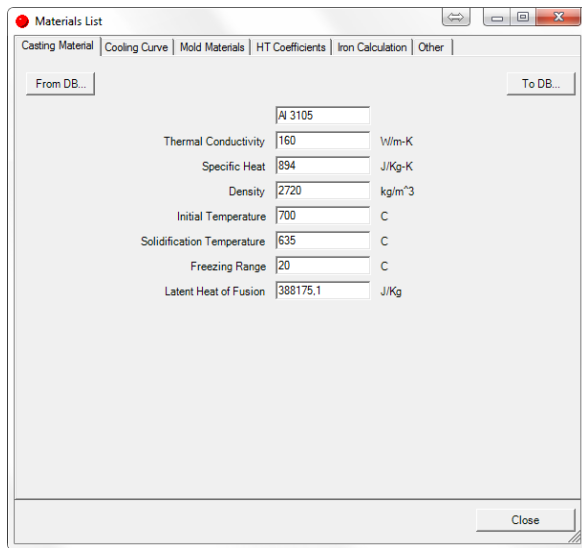 Materials List
Casting Material Cooling Curve Mold Materials HT Coefficients Iron Calculation Other
From DB... To DB...
Al 3105
Thermal Conductivity 160 W/m-K
Specific Heat 894 J/Kg-K
Density 2720 kg/m^3
Initial Temperature 700 C
Solidification Temperature 635 C
Freezing Range 20 C
Latent Heat of Fusion 388175,1 J/Kg
Close